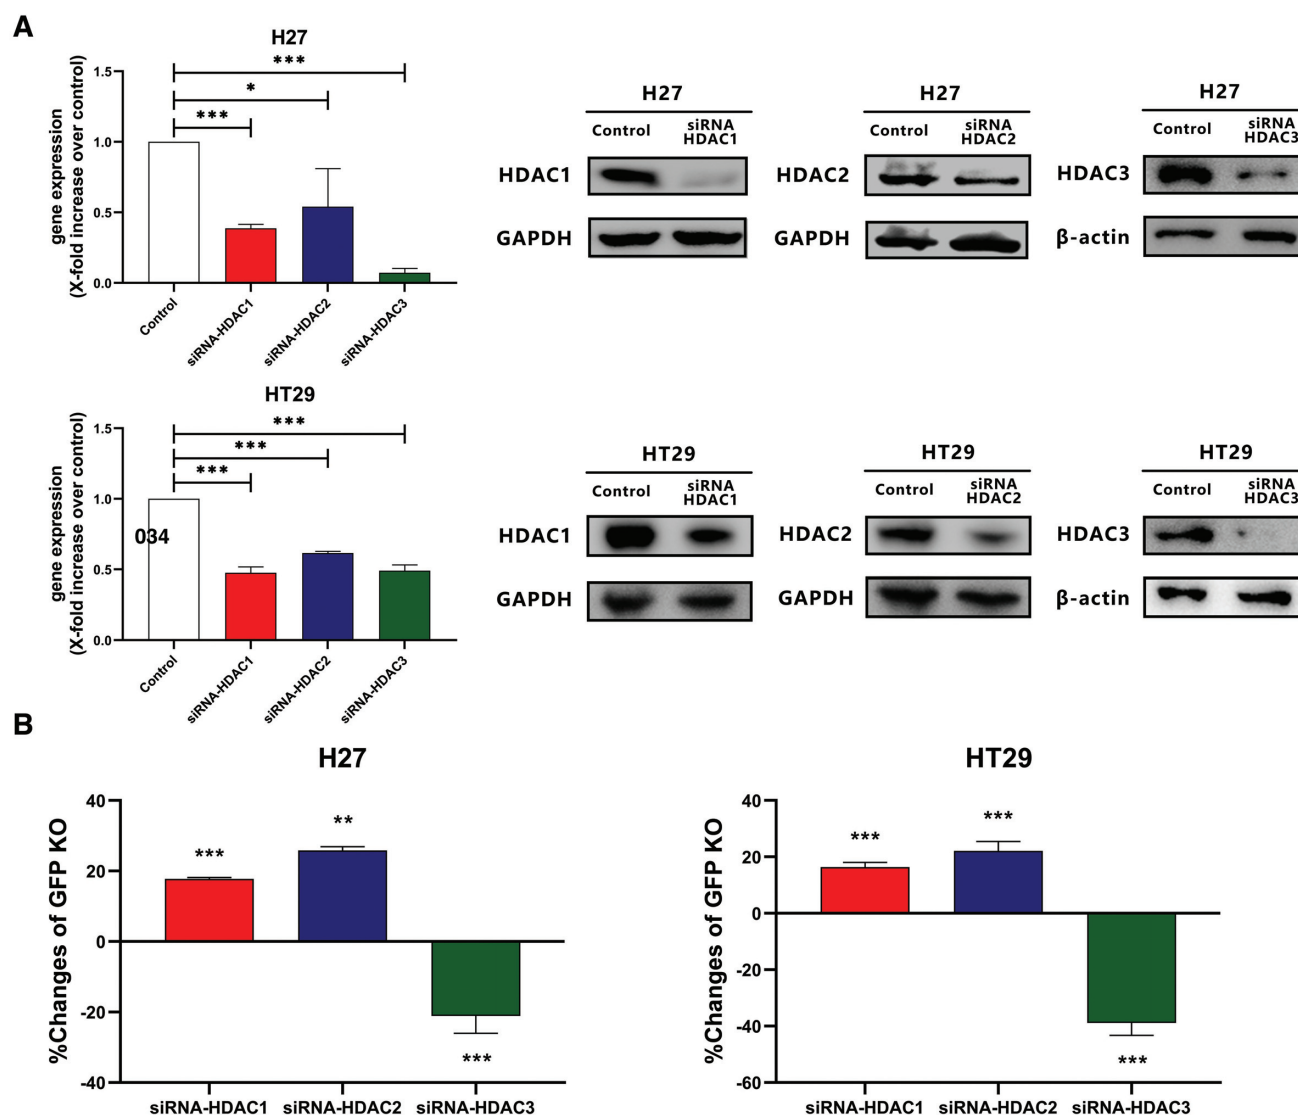 A
H27
***
*
***
gene expression
(X-fold increase over control)
1.5
1.0
0.5
0.0
Control
siRNA-HDAC1
siRNA-HDAC2
siRNA-HDAC3
H27
Control
siRNA
HDAC1
HDAC1
GAPDH
H27
Control
siRNA
HDAC2
HDAC2
GAPDH
H27
Control
siRNA
HDAC3
HDAC3
β-actin
HT29
***
***
***
gene expression
(X-fold increase over control)
1.5
1.0
0.5
0.0
034
Control
siRNA-HDAC1
siRNA-HDAC2
siRNA-HDAC3
HT29
Control
siRNA
HDAC1
HDAC1
GAPDH
HT29
Control
siRNA
HDAC2
HDAC2
GAPDH
HT29
Control
siRNA
HDAC3
HDAC3
β-actin
B
H27
%Changes of GFP KO
40
20
0
-20
-40
***
**
***
siRNA-HDAC1
siRNA-HDAC2
siRNA-HDAC3
HT29
%Changes of GFP KO
40
20
0
-20
-40
-60
***
***
***
siRNA-HDAC1
siRNA-HDAC2
siRNA-HDAC3